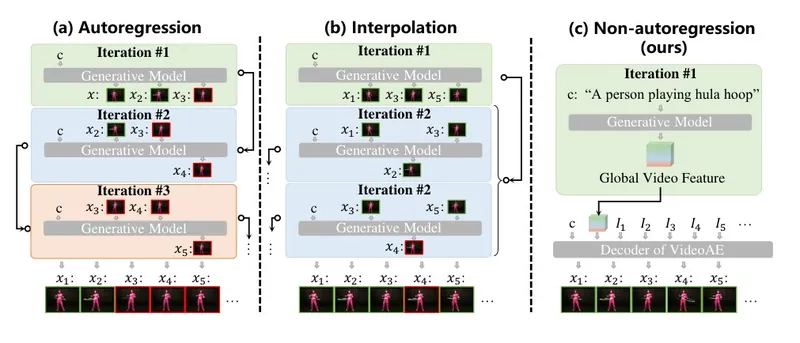 (a) Autoregression
Iteration #1
c
Generative Model
x: x2: x3:
Iteration #2
x2: x3:
c
Generative Model
x4:
Iteration #3
x3: x4:
c
Generative Model
x5:
⋮ ⋮
x1: x2: x3: x4: x5:
...
(b) Interpolation
Iteration #1
c
Generative Model
x1: x3: x5:
Iteration #2
x1: x3:
c
Generative Model
x2:
⋮
Iteration #2
x3: x5:
c
Generative Model
x4:
⋮
x1: x2: x3: x4: x5:
...
(c) Non-autoregression
(ours)
Iteration #1
c: “A person playing hula hoop”
Generative Model
Global Video Feature
c I1 I2 I3 I4 I5 ...
Decoder of VideoAE
x1: x2: x3: x4: x5:
...